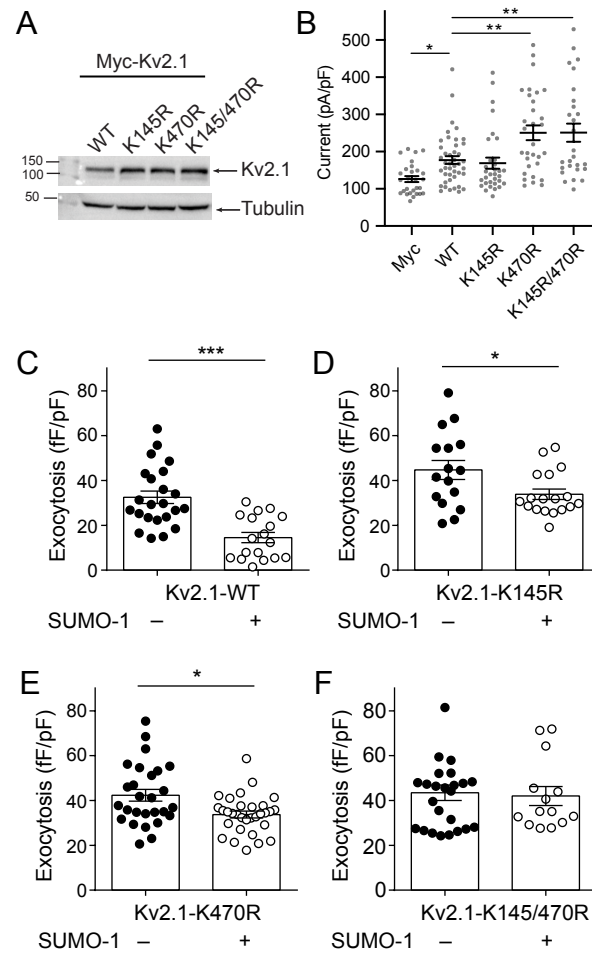 A
Myc-Kv2.1
WT
K145R
K470R
K145/470R
150
100
50
Kv2.1
Tubulin
B
Current (pA/pF)
500
400
300
200
100
0
*
**
**
Myc
WT
K145R
K470R
K145R/470R
C
Exocytosis (fF/pF)
80
60
40
20
0
***
Kv2.1-WT
SUMO-1 – +
D
Exocytosis (fF/pF)
80
60
40
20
0
*
Kv2.1-K145R
SUMO-1 – +
E
Exocytosis (fF/pF)
80
60
40
20
0
*
Kv2.1-K470R
SUMO-1 – +
F
Exocytosis (fF/pF)
80
60
40
20
0
Kv2.1-K145/470R
SUMO-1 – +